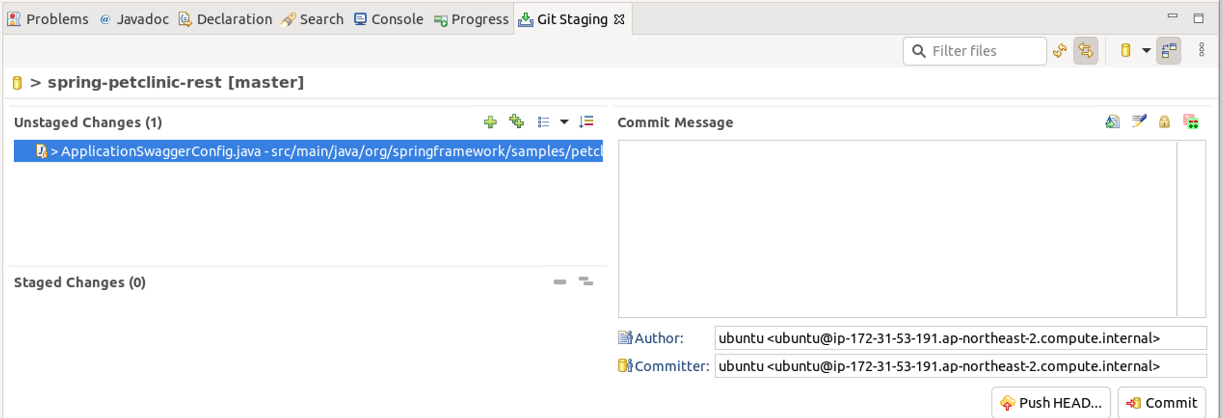 Problems @ Javadoc Declaration Search Console Progress Git Staging
Filter files
> spring-petclinic-rest [master]
Unstaged Changes (1)
> ApplicationSwaggerConfig.java - src/main/java/org/springframework/samples/petcl
Staged Changes (0)
Commit Message
Author: ubuntu <ubuntu@ip-172-31-53-191.ap-northeast-2.compute.internal>
Committer: ubuntu <ubuntu@ip-172-31-53-191.ap-northeast-2.compute.internal>
Push HEAD... Commit